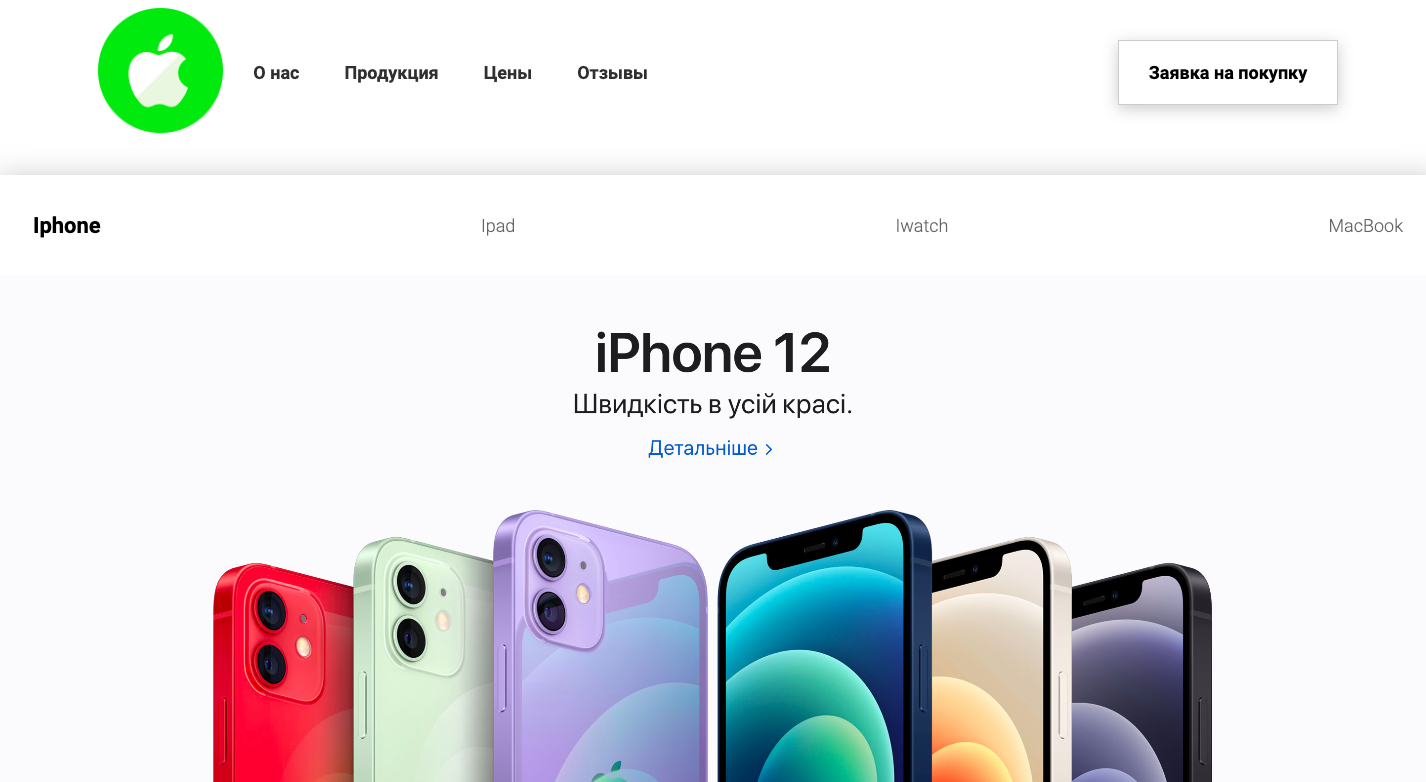 О нас Продукция Цены Отзывы Заявка на покупку
Iphone Ipad Iwatch MacBook
iPhone 12
Швидкість в усій красі.
Детальніше >